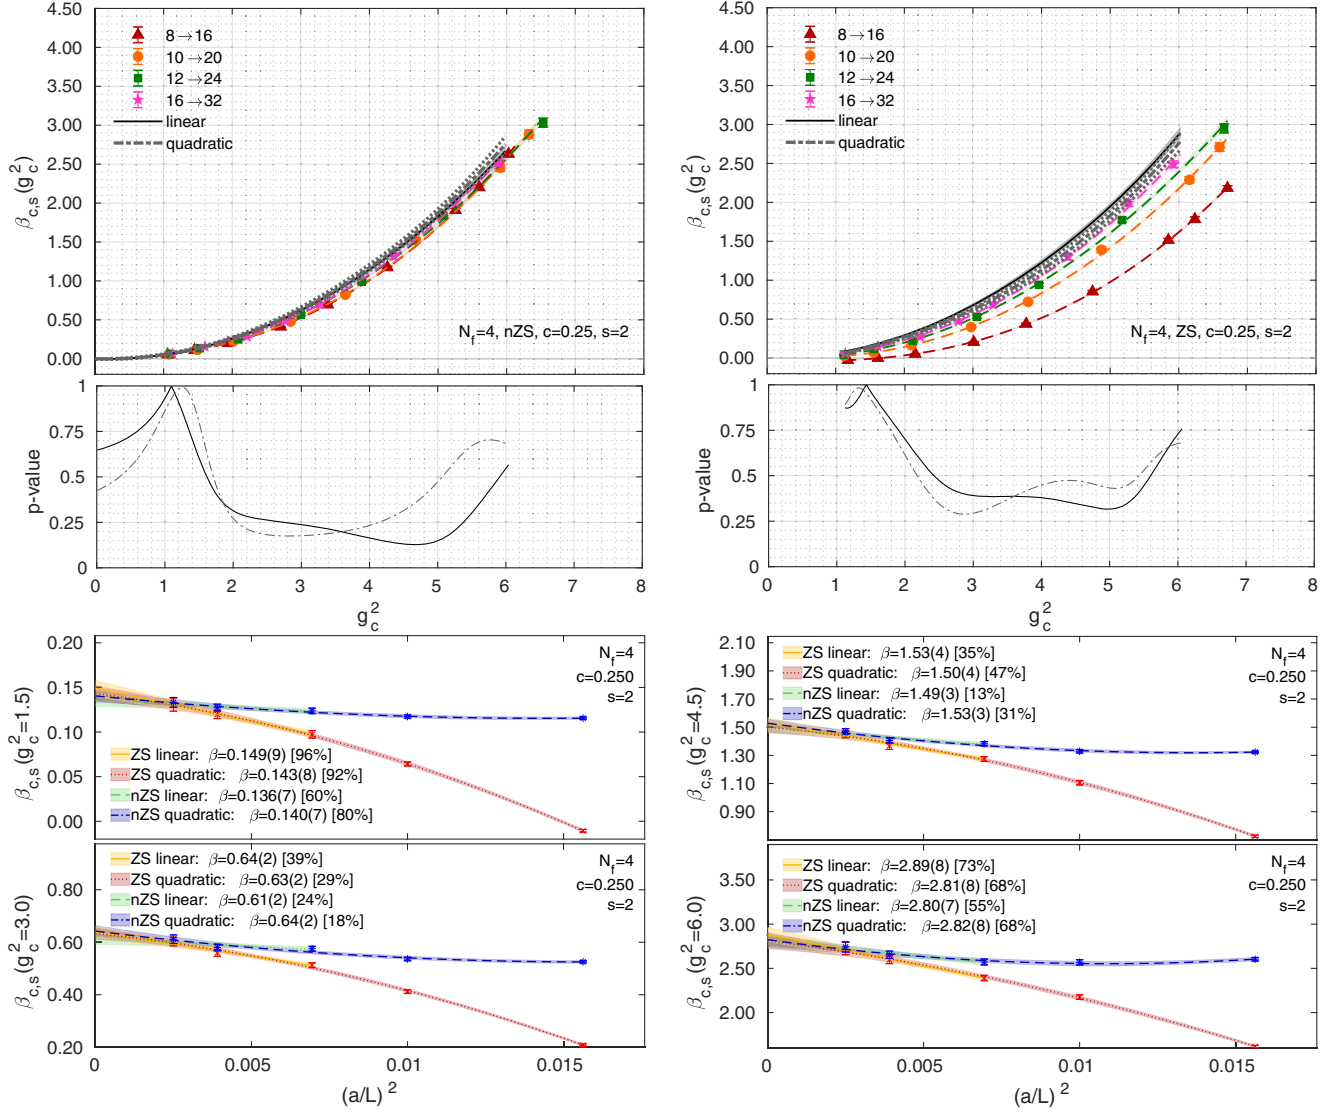 4.50
4.00
3.00
2.50
2.00
1.50
1.00
0.50
0.00
β_{c,s}(g_c^2)
8→16
10→20
12→24
16→32
linear
quadratic
N_f=4, nZS, c=0.25, s=2
1
0.75
0.5
0.25
0
p-value
0 1 2 3 4 5 6 7 8
g_c^2
4.50
4.00
3.00
2.50
2.00
1.50
1.00
0.50
0.00
β_{c,s}(g_c^2)
8→16
10→20
12→24
16→32
linear
quadratic
N_f=4, ZS, c=0.25, s=2
1
0.75
0.5
0.25
0
p-value
0 1 2 3 4 5 6 7 8
g_c^2
0.20
0.15
0.10
0.05
0.00
β_{c,s}(g_c^2=1.5)
N_f=4
c=0.250
s=2
ZS linear: β=0.149(9) [96%]
ZS quadratic: β=0.143(8) [92%]
nZS linear: β=0.136(7) [60%]
nZS quadratic: β=0.140(7) [80%]
0.80
0.60
0.40
0.20
β_{c,s}(g_c^2=3.0)
ZS linear: β=0.64(2) [39%]
ZS quadratic: β=0.63(2) [29%]
nZS linear: β=0.61(2) [24%]
nZS quadratic: β=0.64(2) [18%]
N_f=4
c=0.250
s=2
0 0.005 0.01 0.015
(a/L)^2
2.10
1.90
1.70
1.50
1.30
1.10
0.90
β_{c,s}(g_c^2=4.5)
ZS linear: β=1.53(4) [35%]
ZS quadratic: β=1.50(4) [47%]
nZS linear: β=1.49(3) [13%]
nZS quadratic: β=1.53(3) [31%]
N_f=4
c=0.250
s=2
3.50
3.00
2.50
2.00
β_{c,s}(g_c^2=6.0)
ZS linear: β=2.89(8) [73%]
ZS quadratic: β=2.81(8) [68%]
nZS linear: β=2.80(7) [55%]
nZS quadratic: β=2.82(8) [68%]
N_f=4
c=0.250
s=2
0 0.005 0.01 0.015
(a/L)^2